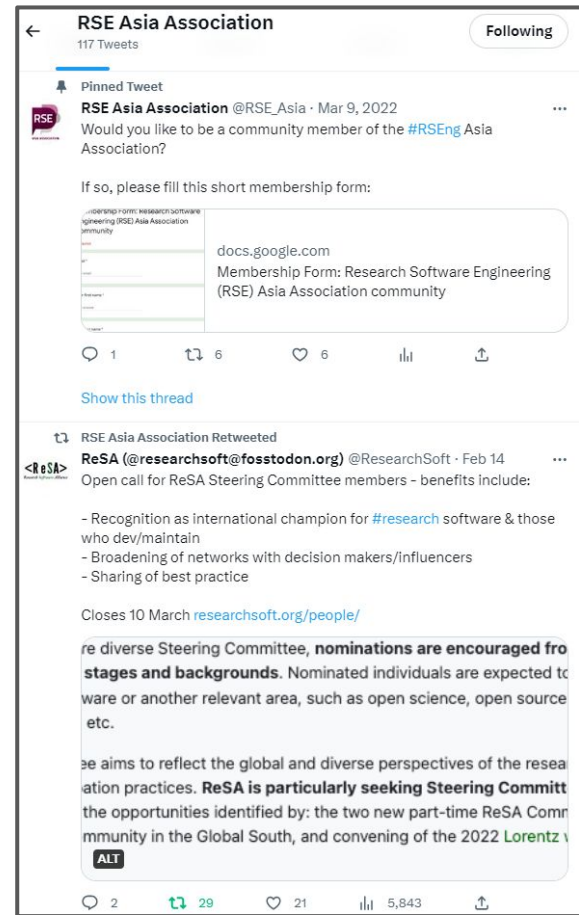 RSE Asia Association
117 Tweets
Following
Pinned Tweet
RSE
RSE Asia Association @RSE_Asia · Mar 9, 2022
Would you like to be a community member of the #RSEng Asia
Association?
If so, please fill this short membership form:
docs.google.com
Membership Form: Research Software Engineering
(RSE) Asia Association community
1 6 6
Show this thread
RSE Asia Association Retweeted
<ReSA>
ReSA (@researchsoft@fosstodon.org) @ResearchSoft · Feb 14
Open call for ReSA Steering Committee members - benefits include:
- Recognition as international champion for #research software & those
who dev/maintain
- Broadening of networks with decision makers/influencers
- Sharing of best practice
Closes 10 March researchsoft.org/people/
re diverse Steering Committee, nominations are encouraged fro
stages and backgrounds. Nominated individuals are expected to
ware or another relevant area, such as open science, open source
etc.
ee aims to reflect the global and diverse perspectives of the resea
ation practices. ReSA is particularly seeking Steering Committ
the opportunities identified by: the two new part-time ReSA Comm
mmunity in the Global South, and convening of the 2022 Lorentz
ALT
2 29 21 5,843